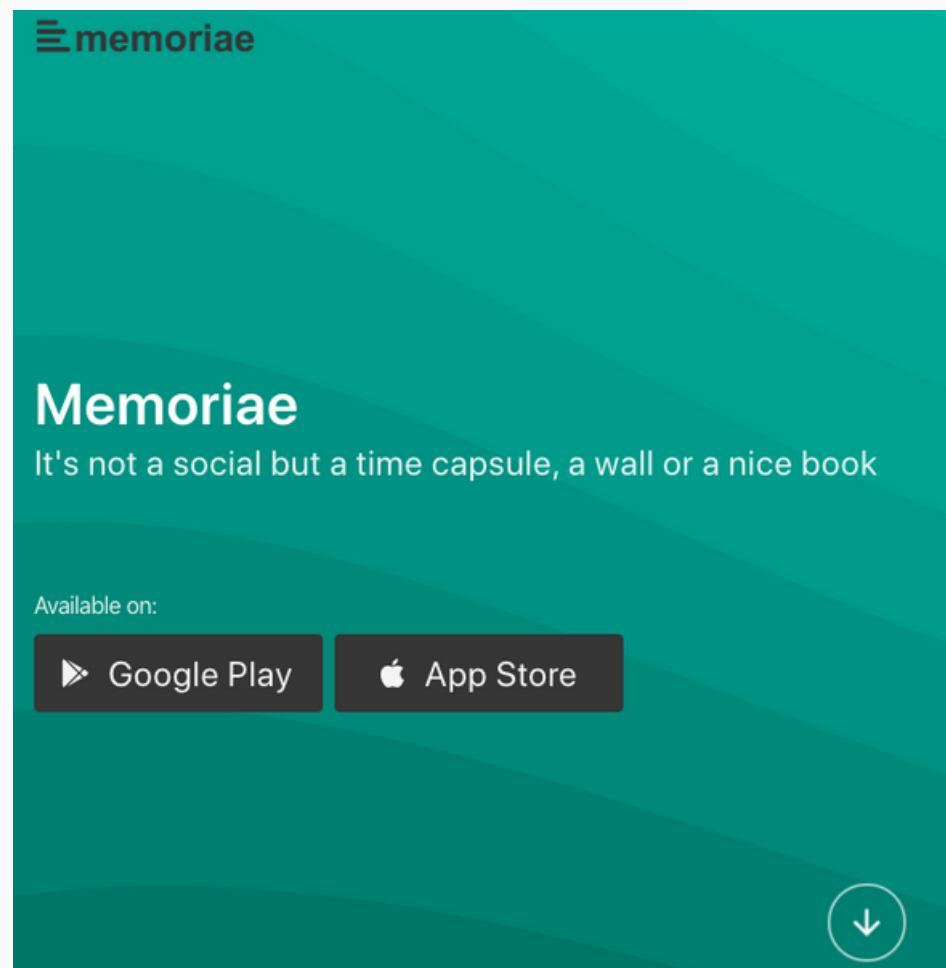 memoriae
Memoriae
It's not a social but a time capsule, a wall or a nice book
Available on:
Google Play
App Store